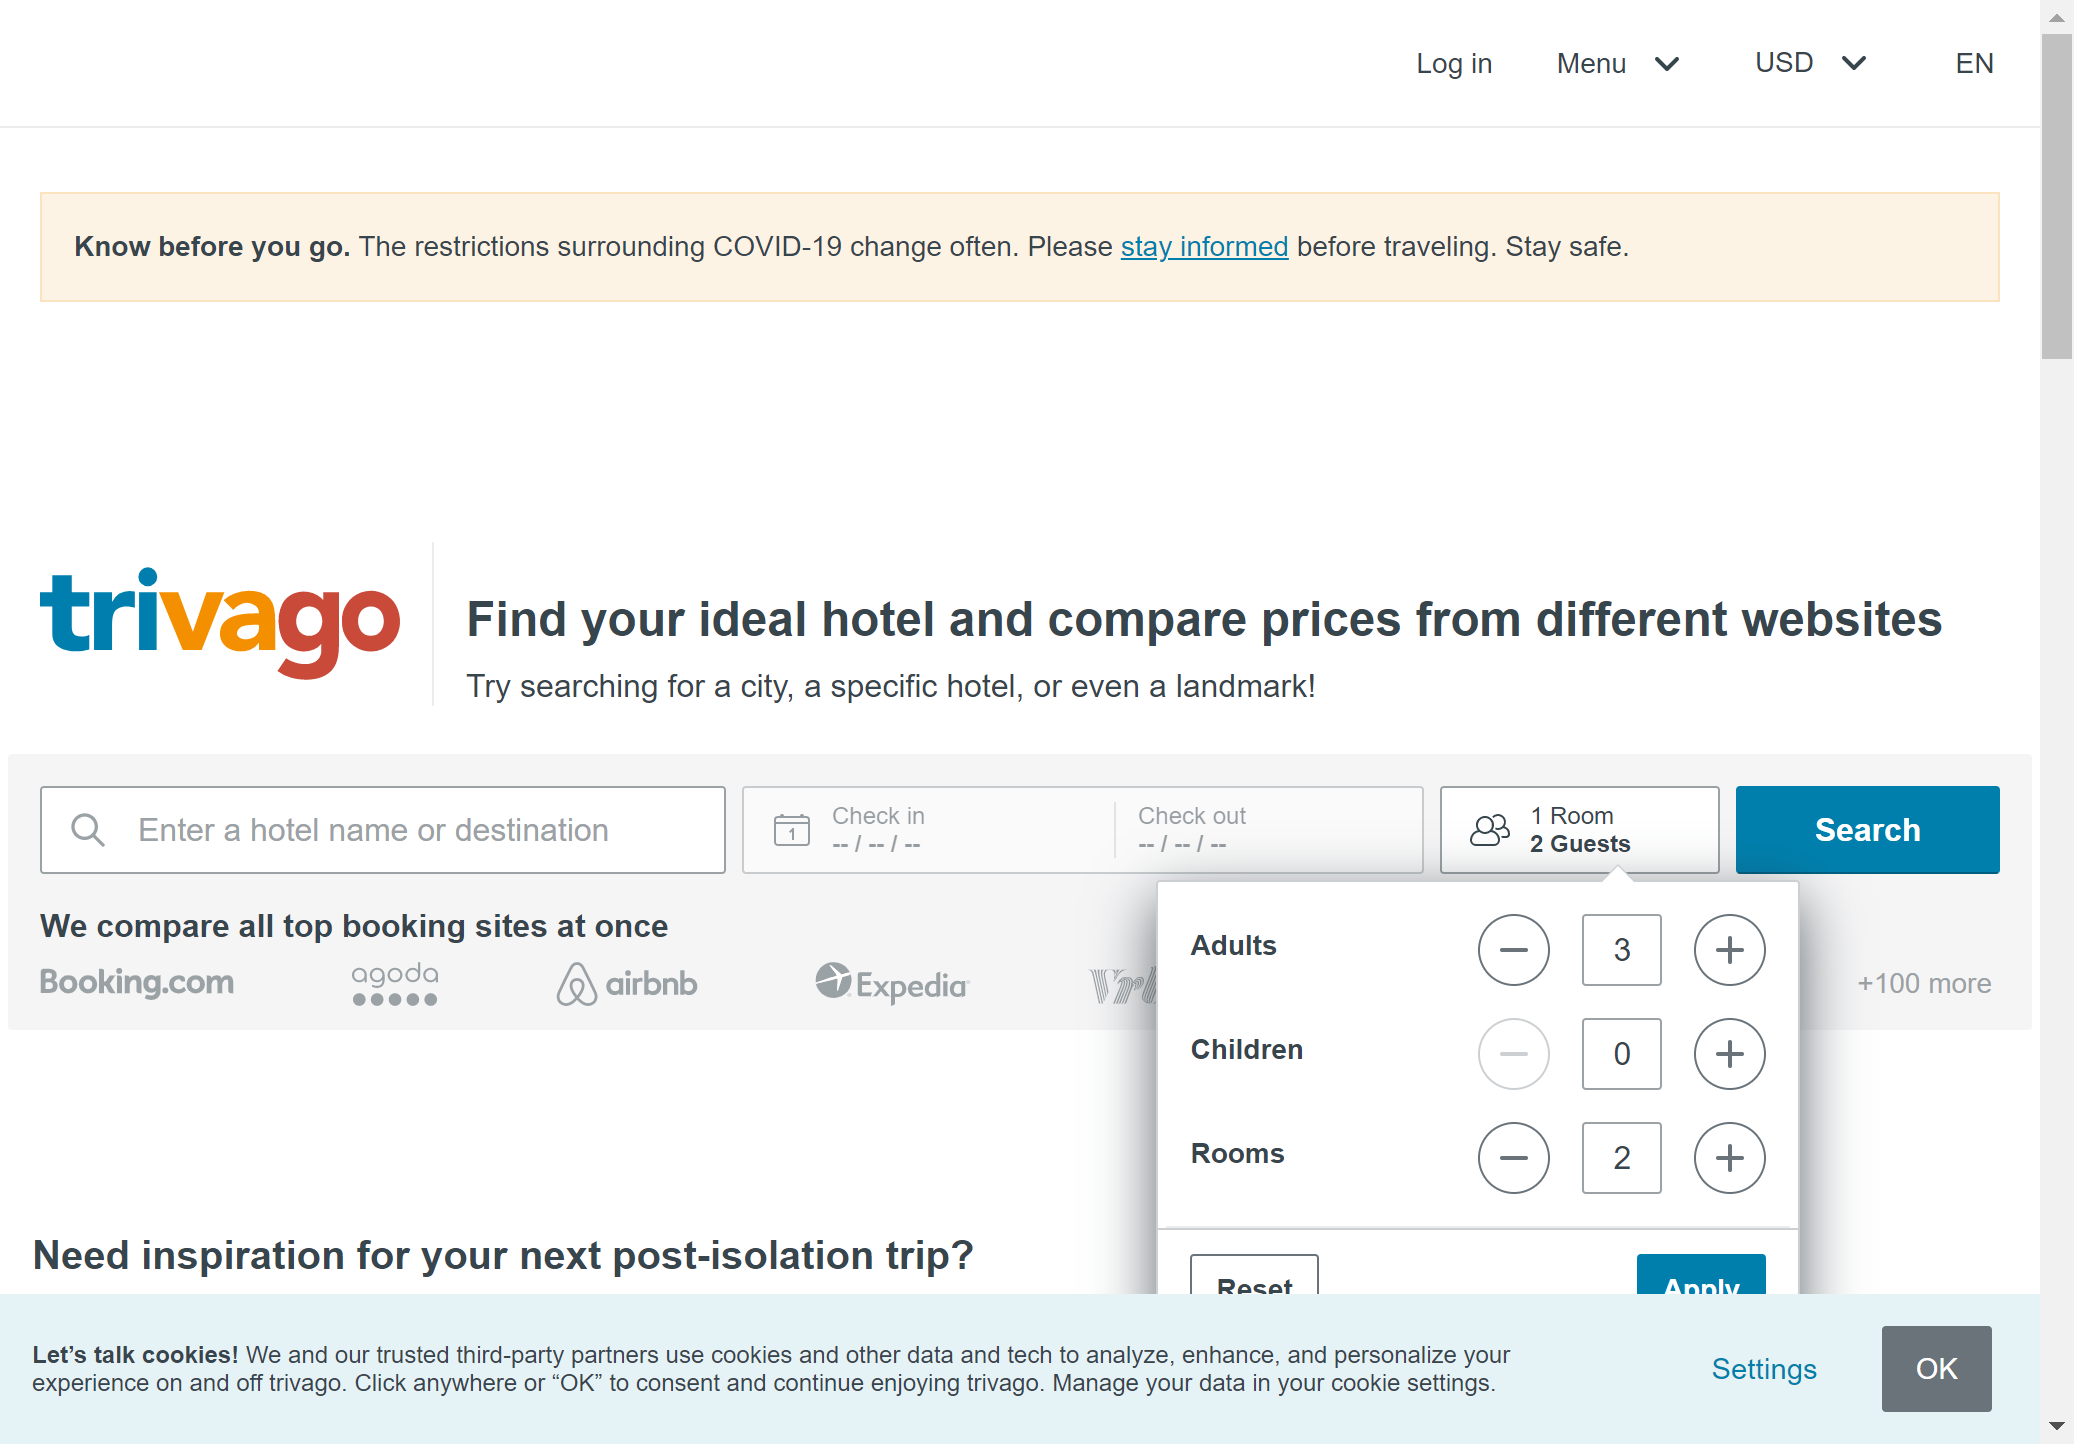 Log in
Menu
USD
EN
Know before you go. The restrictions surrounding COVID-19 change often. Please stay informed before traveling. Stay safe.
trivago
Find your ideal hotel and compare prices from different websites
Try searching for a city, a specific hotel, or even a landmark!
Enter a hotel name or destination
1
Check in
-- / -- / --
Check out
-- / -- / --
1 Room
2 Guests
Search
We compare all top booking sites at once
Booking.com
agoda
airbnb
Expedia
+100 more
Adults
3
Children
0
Rooms
2
Reset
Apply
Need inspiration for your next post-isolation trip?
Let’s talk cookies! We and our trusted third-party partners use cookies and other data and tech to analyze, enhance, and personalize your
experience on and off trivago. Click anywhere or “OK” to consent and continue enjoying trivago. Manage your data in your cookie settings.
Settings
OK